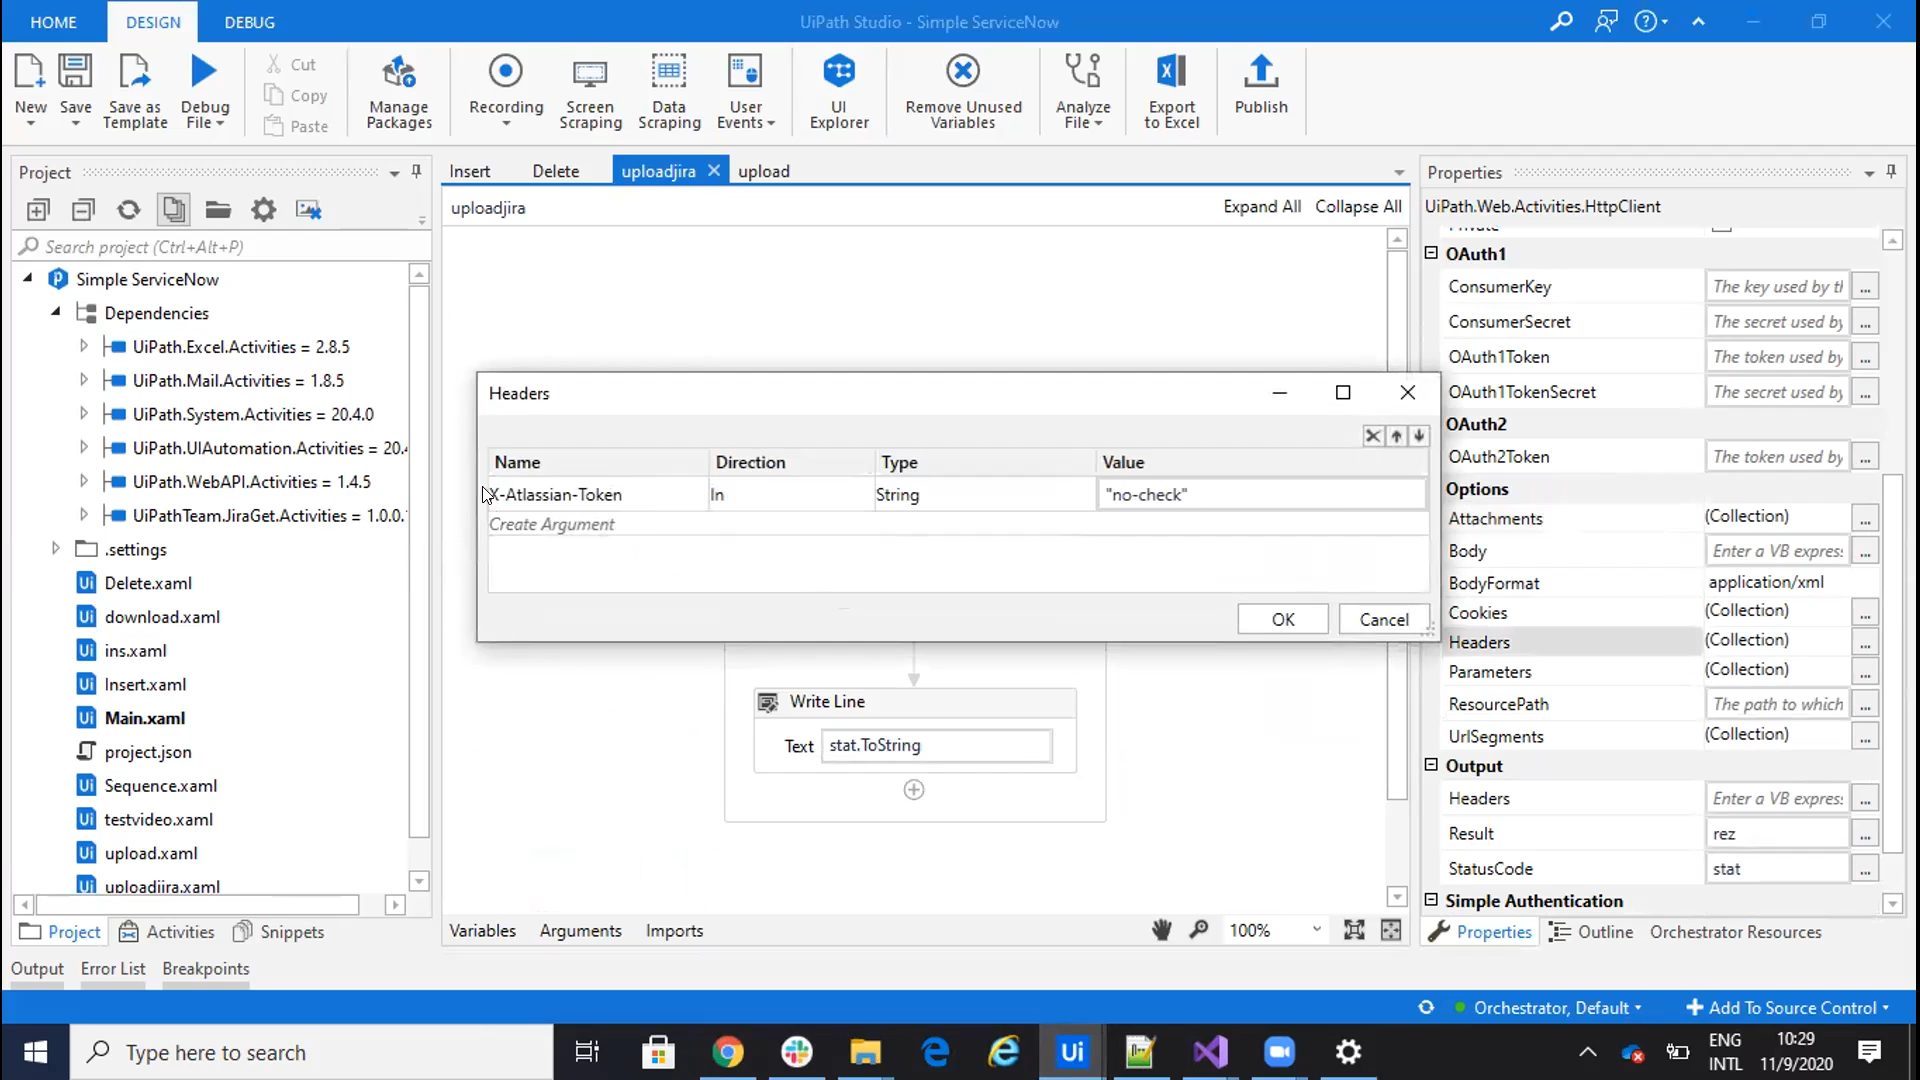 HOME DESIGN DEBUG UiPath Studio - Simple ServiceNow
New Save Save as Template Debug File Cut Copy Paste Manage Packages Recording Screen Scraping Data Scraping User Events UI Explorer Remove Unused Variables Analyze File Export to Excel Publish
Project
Search project (Ctrl+Alt+P)
Simple ServiceNow
Dependencies
UiPath.Excel.Activities = 2.8.5
UiPath.Mail.Activities = 1.8.5
UiPath.System.Activities = 20.4.0
UiPath.UIAutomation.Activities = 20.
UiPath.WebAPI.Activities = 1.4.5
UiPathTeam.JiraGet.Activities = 1.0.0.
.settings
Delete.xaml
download.xaml
ins.xaml
Insert.xaml
Main.xaml
project.json
Sequence.xaml
testvideo.xaml
upload.xaml
uploadjira.xaml
Project Activities Snippets
Insert Delete uploadjira upload
uploadjira Expand All Collapse All
Headers
Name Direction Type Value
X-Atlassian-Token In String "no-check"
Create Argument
OK Cancel
Write Line
Text stat.ToString
Variables Arguments Imports 100%
Properties
UiPath.Web.Activities.HttpClient
Private
OAuth1
ConsumerKey The key used by th ...
ConsumerSecret The secret used by ...
OAuth1Token The token used by ...
OAuth1TokenSecret The secret used by ...
OAuth2
OAuth2Token The token used by ...
Options
Attachments (Collection) ...
Body Enter a VB express ...
BodyFormat application/xml
Cookies (Collection) ...
Headers (Collection) ...
Parameters (Collection) ...
ResourcePath The path to which ...
UrlSegments (Collection) ...
Output
Headers Enter a VB express ...
Result rez ...
StatusCode stat ...
Simple Authentication
Properties Outline Orchestrator Resources
Output Error List Breakpoints
Orchestrator, Default Add To Source Control
Type here to search
Ui
ENG INTL
10:29
11/9/2020